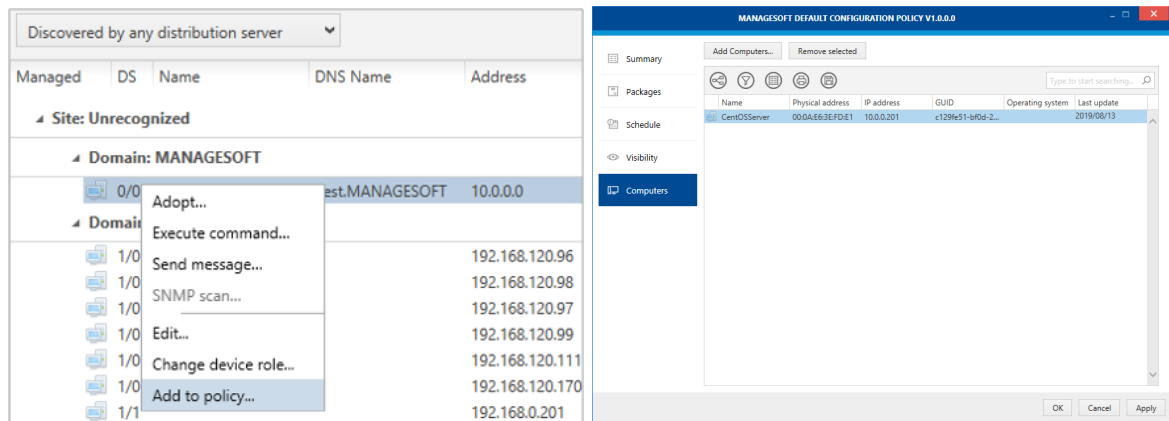 Discovered by any distribution server
Managed DS Name DNS Name Address
Site: Unrecognized
Domain: MANAGESOFT
0/0 est.MANAGESOFT 10.0.0.0
Adopt...
Domain
Execute command...
1/0 192.168.120.96
Send message...
1/0 192.168.120.98
SNMP scan...
1/0 192.168.120.97
Edit...
1/0 192.168.120.99
Change device role...
1/0 192.168.120.111
Add to policy...
1/0 192.168.120.170
1/1 192.168.0.201
MANAGESOFT DEFAULT CONFIGURATION POLICY V1.0.0.0
Summary
Packages
Schedule
Visibility
Computers
Add Computers... Remove selected
Type to start searching...
Name Physical address IP address GUID Operating system Last update
CentOSServer 00:0A:E6:3E:FD:E1 10.0.0.201 c129fe51-bf0d-2... 2019/08/13
OK Cancel Apply